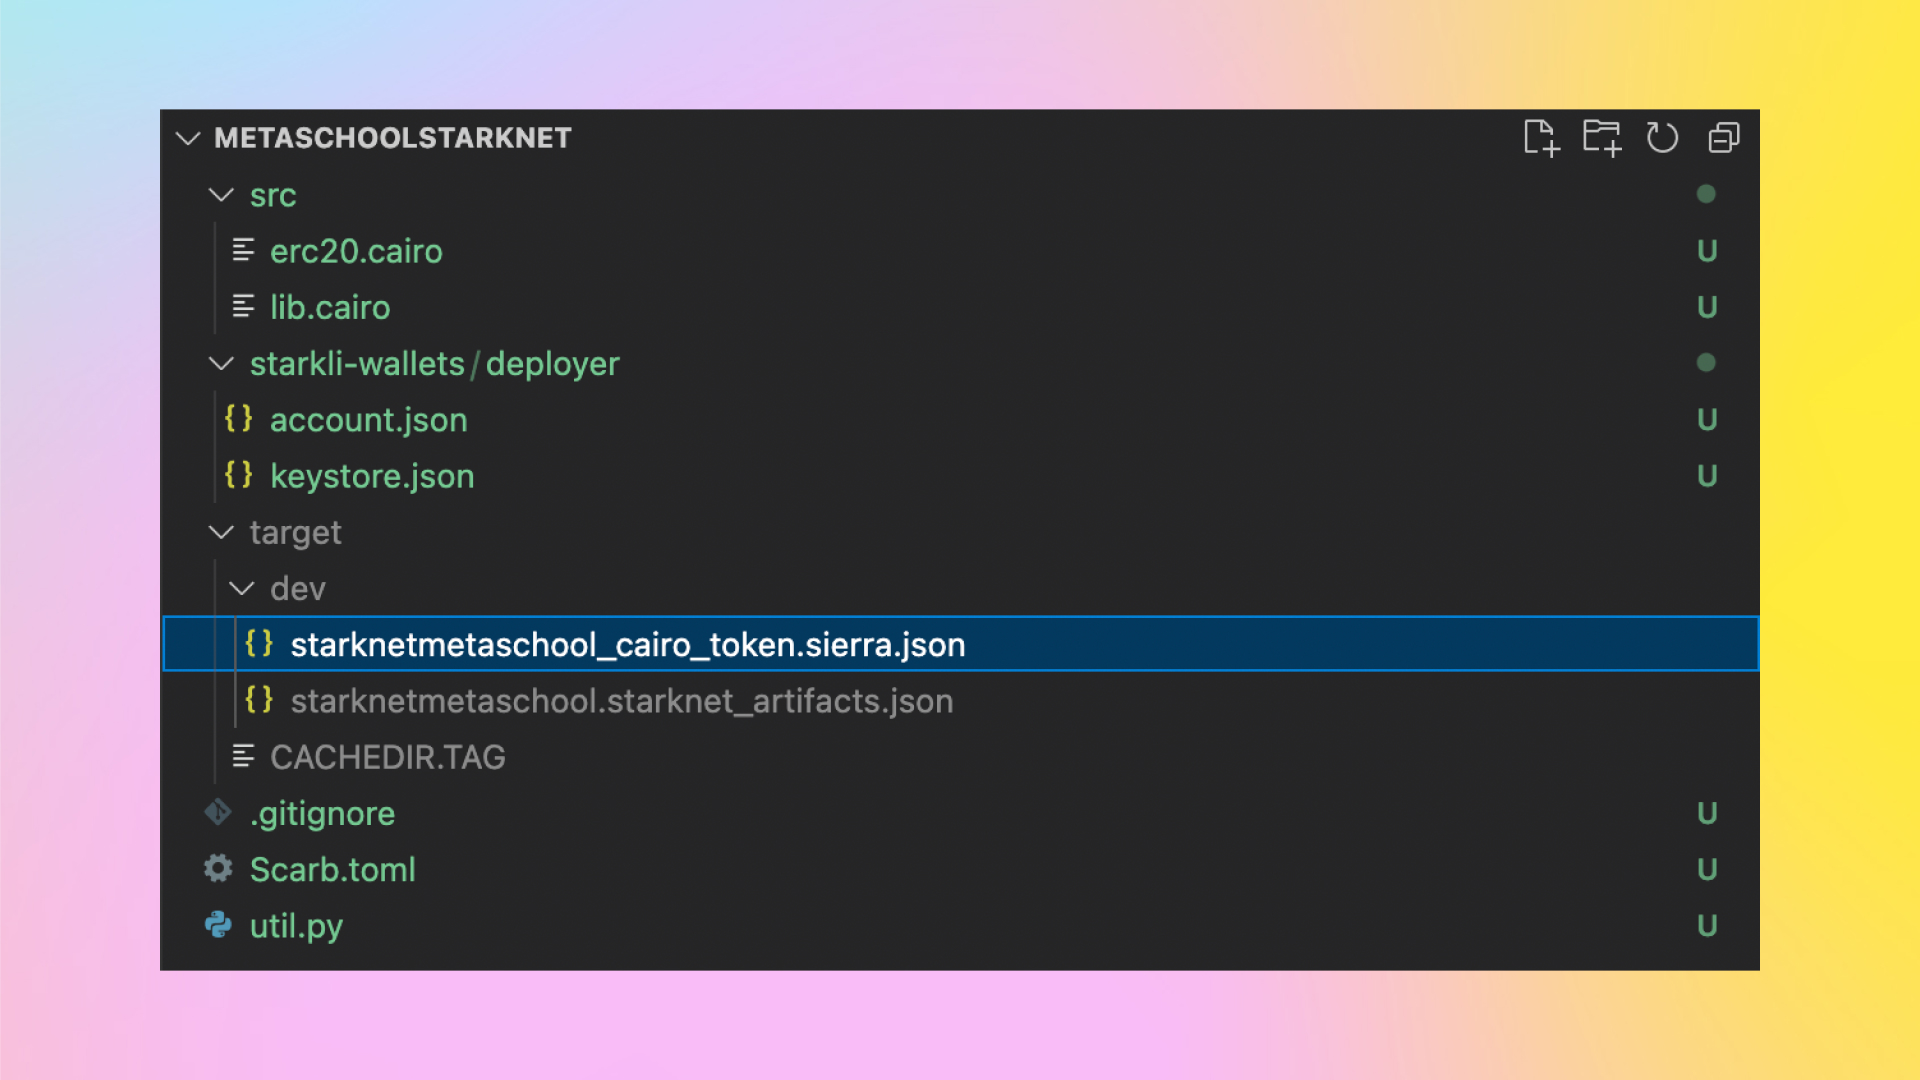 METASCHOOLSTARKNET
src
erc20.cairo U
lib.cairo U
starkli-wallets/deployer
{} account.json U
{} keystore.json U
target
dev
{} starknetmetaschool_cairo_token.sierra.json
{} starknetmetaschool.starknet_artifacts.json
CACHEDIR.TAG
.gitignore U
Scarb.toml U
util.py U